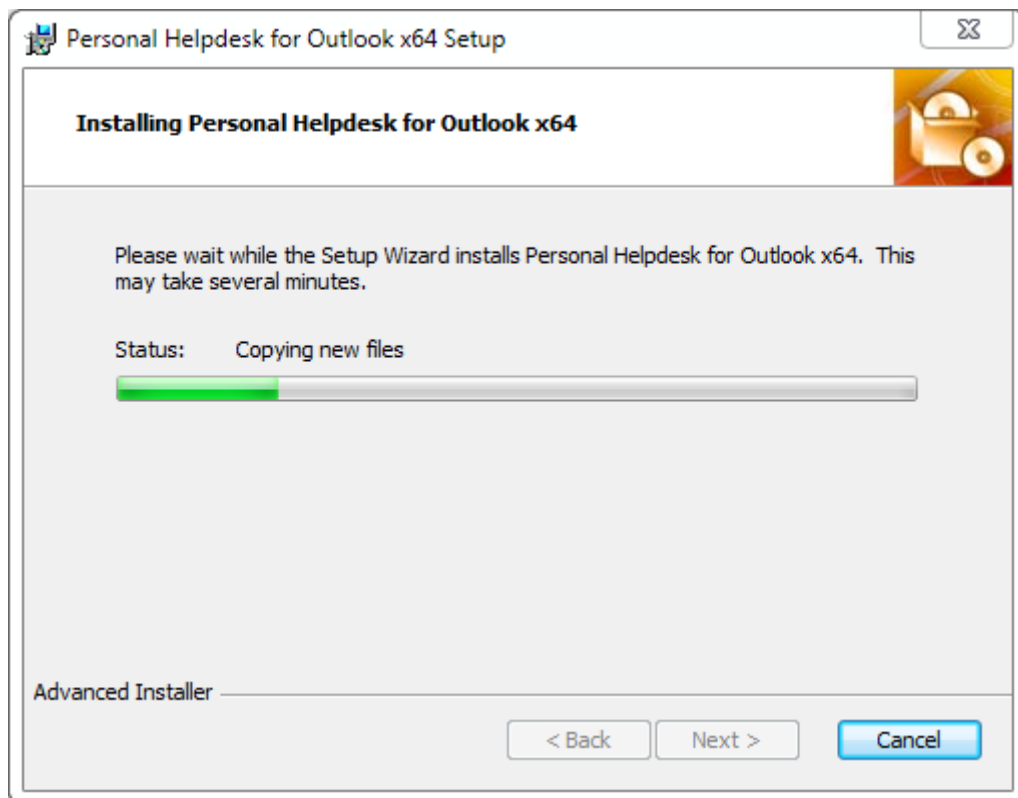 Personal Helpdesk for Outlook x64 Setup
Installing Personal Helpdesk for Outlook x64
Please wait while the Setup Wizard installs Personal Helpdesk for Outlook x64.  This
may take several minutes.
Status:  Copying new files
Advanced Installer
< Back  Next >  Cancel